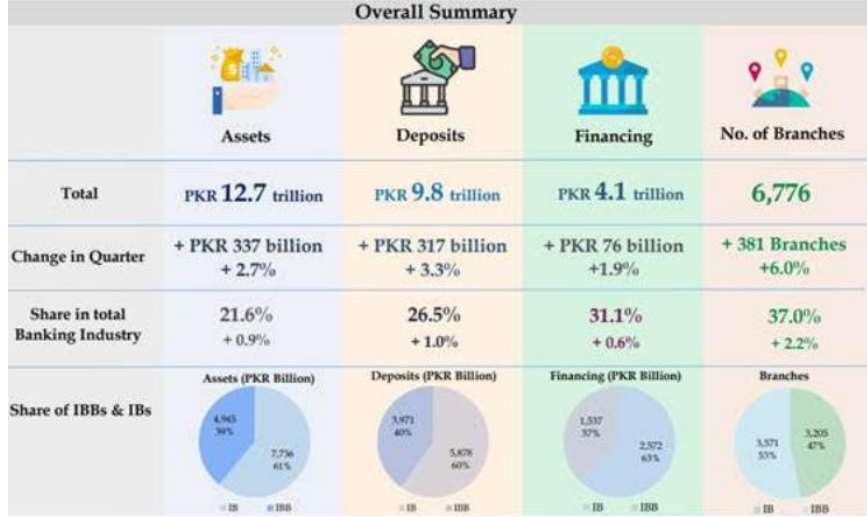 Overall Summary
Assets
Deposits
Financing
No. of Branches
Total
PKR 12.7 trillion
PKR 9.8 trillion
PKR 4.1 trillion
6,776
Change in Quarter
+ PKR 337 billion
+ 2.7%
+ PKR 317 billion
+ 3.3%
+ PKR 76 billion
+1.9%
+ 381 Branches
+6.0%
Share in total
Banking Industry
21.6%
+ 0.9%
26.5%
+ 1.0%
31.1%
+ 0.6%
37.0%
+ 2.2%
Share of IBBs & IBs
Assets (PKR Billion)
4,965
39%
7,736
61%
IB IBB
Deposits (PKR Billion)
3,971
40%
5,878
60%
IB IBB
Financing (PKR Billion)
1,537
37%
2,572
63%
IB IBB
Branches
3,571
53%
3,205
47%
IB IBB